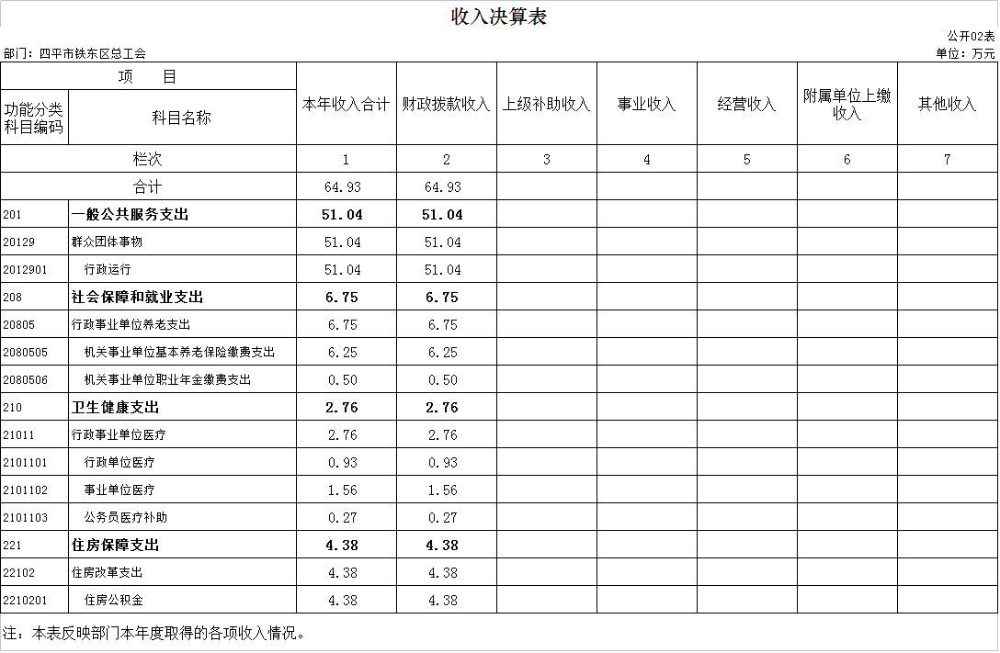 收入决算表
公开02表
部门：四平市铁东区总工会 单位：万元
项 目 本年收入合计 财政拨款收入 上级补助收入 事业收入 经营收入 附属单位上缴收入 其他收入
功能分类科目编码 科目名称
栏次 1 2 3 4 5 6 7
合计 64.93 64.93
201 一般公共服务支出 51.04 51.04
20129 群众团体事物 51.04 51.04
2012901 行政运行 51.04 51.04
208 社会保障和就业支出 6.75 6.75
20805 行政事业单位养老支出 6.75 6.75
2080505 机关事业单位基本养老保险缴费支出 6.25 6.25
2080506 机关事业单位职业年金缴费支出 0.50 0.50
210 卫生健康支出 2.76 2.76
21011 行政事业单位医疗 2.76 2.76
2101101 行政单位医疗 0.93 0.93
2101102 事业单位医疗 1.56 1.56
2101103 公务员医疗补助 0.27 0.27
221 住房保障支出 4.38 4.38
22102 住房改革支出 4.38 4.38
2210201 住房公积金 4.38 4.38
注：本表反映部门本年度取得的各项收入情况。